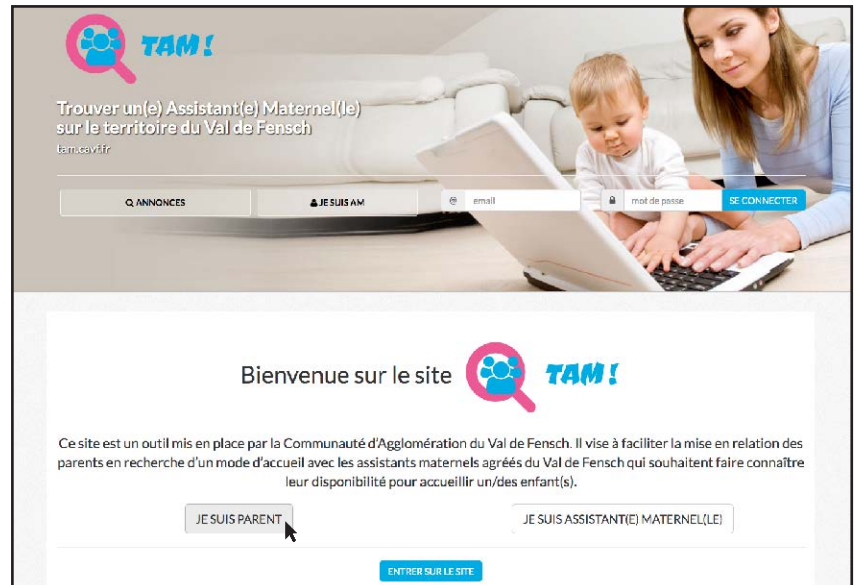 TAM !
Trouver un(e) Assistant(e) Maternel(le)
sur le territoire du Val de Fensch
tam.cavf.fr
ANNONCES
JE SUIS AM
@ email
mot de passe
SE CONNECTER
Bienvenue sur le site TAM !
Ce site est un outil mis en place par la Communauté d'Agglomération du Val de Fensch. Il vise à faciliter la mise en relation des
parents en recherche d'un mode d'accueil avec les assistants maternels agréés du Val de Fensch qui souhaitent faire connaître
leur disponibilité pour accueillir un/des enfant(s).
JE SUIS PARENT
JE SUIS ASSISTANT(E) MATERNEL(LE)
ENTRER SUR LE SITE